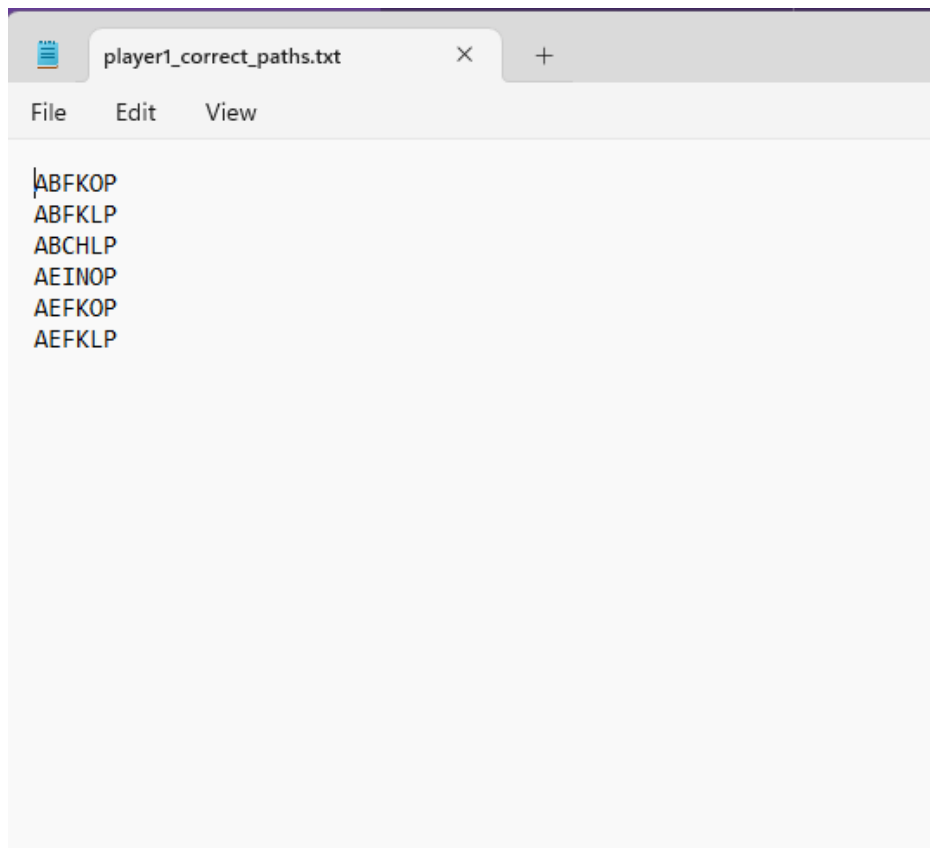 player1_correct_paths.txt
File Edit View
ABFKOP
ABFKLP
ABCHLP
AEINOP
AEFKOP
AEFKLP